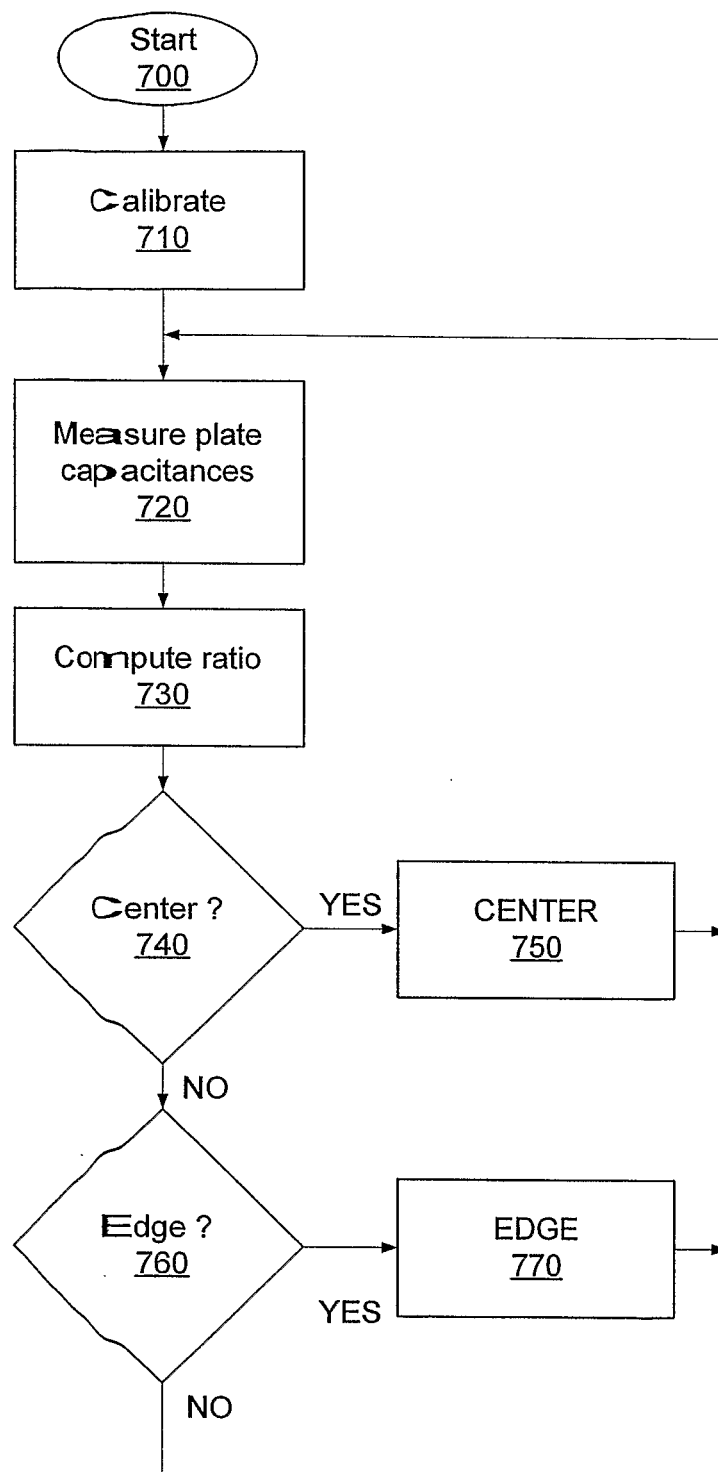 Start
700
Calibrate
710
Measure plate
capacitances
720
Compute ratio
730
Center ?
740
YES
CENTER
750
NO
Edge ?
760
YES
EDGE
770
NO